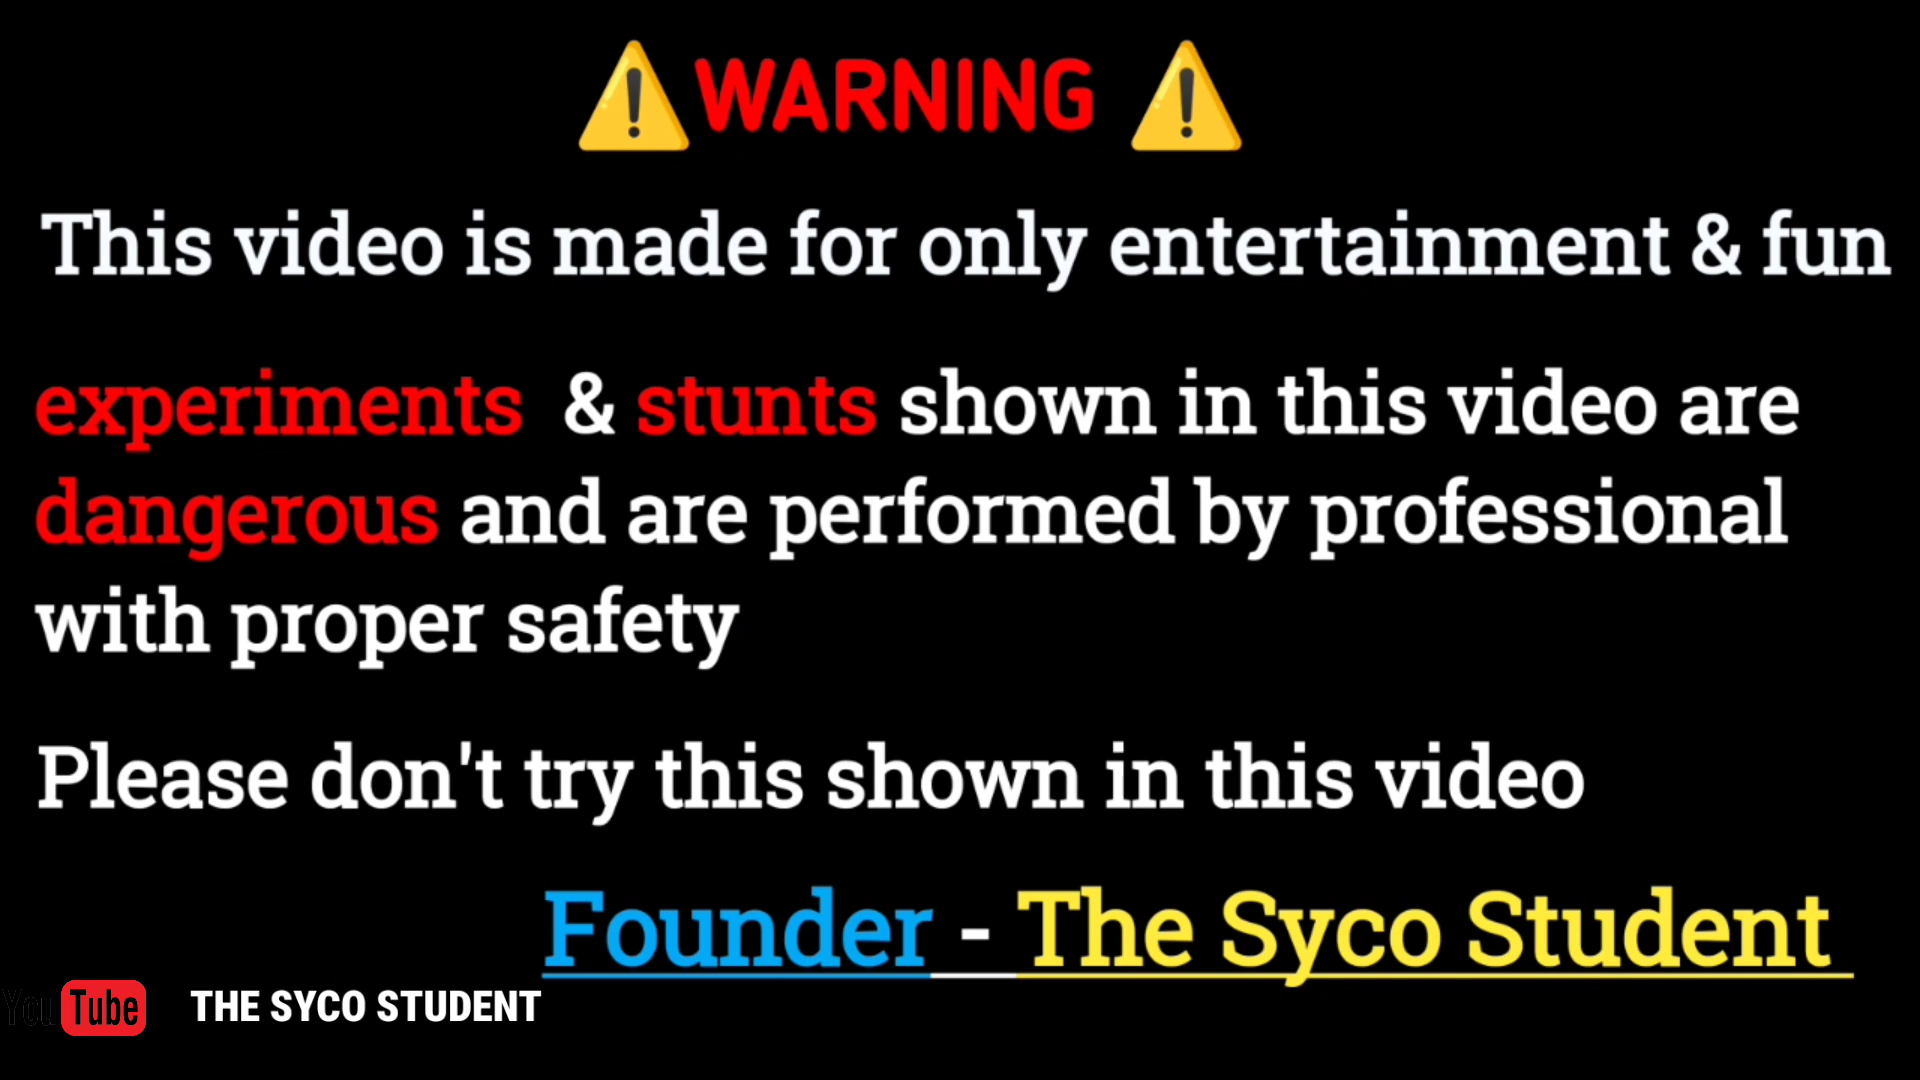 ⚠️WARNING ⚠️
This video is made for only entertainment & fun
experiments & stunts shown in this video are
dangerous and are performed by professional
with proper safety
Please don't try this shown in this video
Founder - The Syco Student
YouTube THE SYCO STUDENT